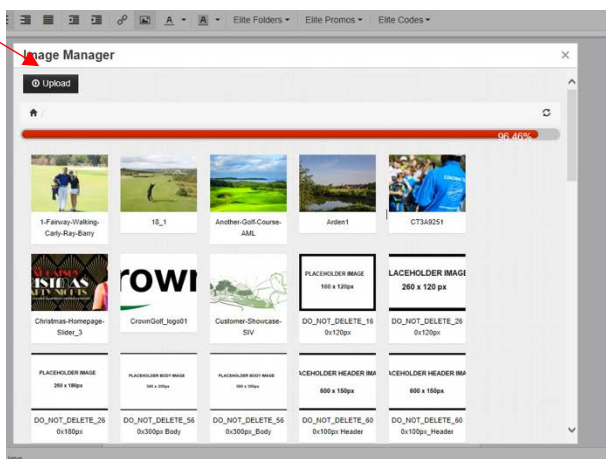 A
A
Elite Folders
Elite Promos
Elite Codes
Image Manager
×
Upload
/
96.46%
1-Fairway-Walking-
Carly-Ray-Barry
18_1
Another-Golf-Course-
AML
Arden1
CT3A9251
Christmas-Homepage-
Slider_3
CrownGolf_logo01
Customer-Showcase-
SIV
PLACEHOLDER IMAGE
160 x 120px
DO_NOT_DELETE_16
0x120px
LACEHOLDER IMAGE
260 x 120 px
DO_NOT_DELETE_26
0x120px
PLACEHOLDER IMAGE
260 x 180px
DO_NOT_DELETE_26
0x180px
PLACEHOLDER BODY IMAGE
DO_NOT_DELETE_56
0x300px Body
PLACEHOLDER BODY IMAGE
DO_NOT_DELETE_56
0x300px_Body
ACEHOLDER HEADER IMA
600 x 150px
DO_NOT_DELETE_60
0x100px Header
ACEHOLDER HEADER IMA
600 x 150px
DO_NOT_DELETE_60
0x100px_Header